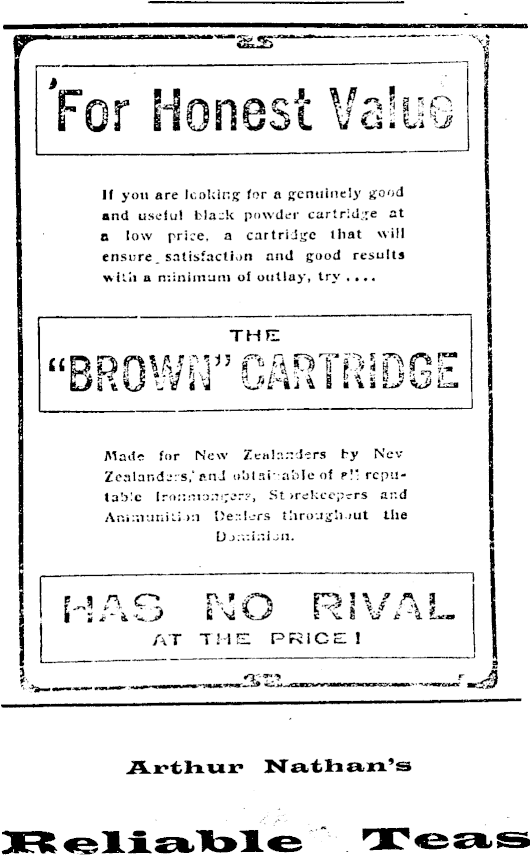 For Honest Value
If you are looking for a genuinely good
and useful black powder cartridge at
a low price, a cartridge that will
ensure satisfaction and good results
with a minimum of outlay, try ....
THE
"BROWN" CARTRIDGE
Made for New Zealanders by New
Zealanders, and obtainable of all repu-
table Ironmongers, Storekeepers and
Ammunition Dealers throughout the
Dominion.
HAS NO RIVAL
AT THE PRICE!
Arthur Nathan's
Reliable Teas